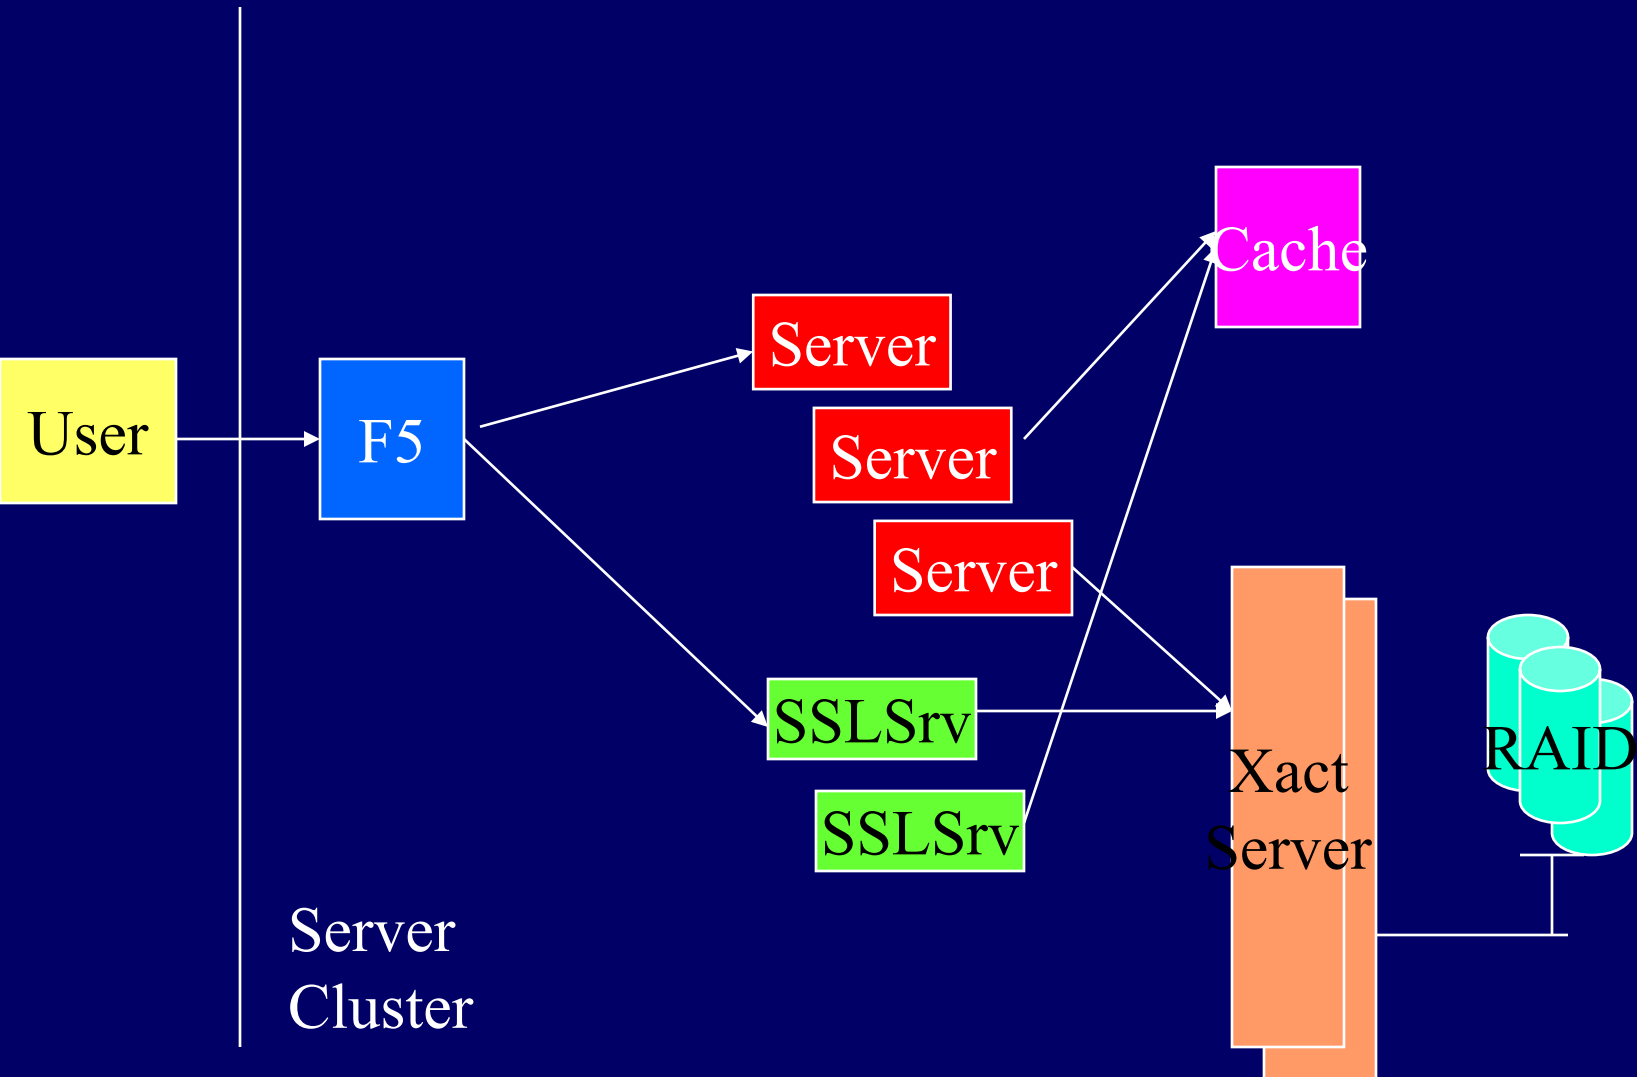 User
F5
Server
Server
Server
SSLSrv
SSLSrv
Cache
Xact
Server
RAID
Server
Cluster